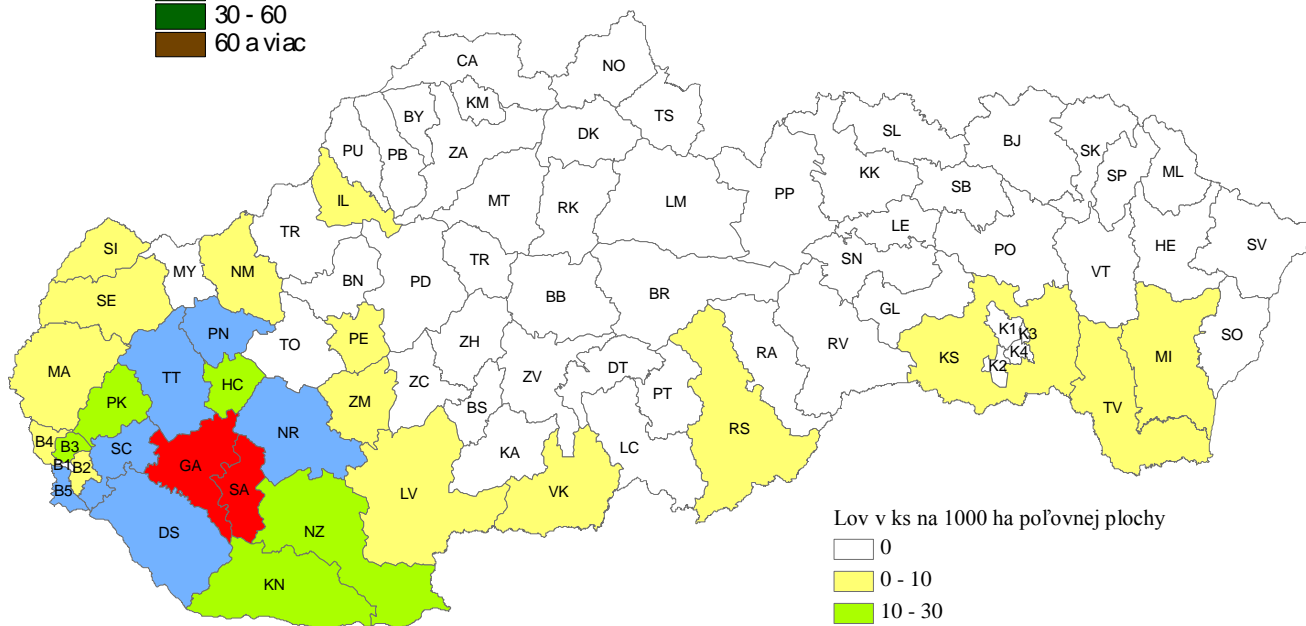 30 - 60
60 a viac
CA
NO
KM
TS
BY
DK
SL
BJ
PU
PB
ZA
SK
SP
ML
KK
PP
SB
IL
MT
RK
LM
LE
TR
SI
MY
NM
TR
SN
PO
HE
SV
VT
BN
PD
SE
BB
BR
GL
PN
TO
PE
ZH
K1
K3
SO
RA
RV
KS
K4
MI
K2
MA
TT
HC
ZC
ZV
DT
PT
PK
ZM
BS
TV
B4
B3
SC
NR
RS
B1
B2
GA
KA
LC
B5
SA
LV
VK
DS
NZ
KN
Lov v ks na 1000 ha poľovnej plochy
0
0 - 10
10 - 30